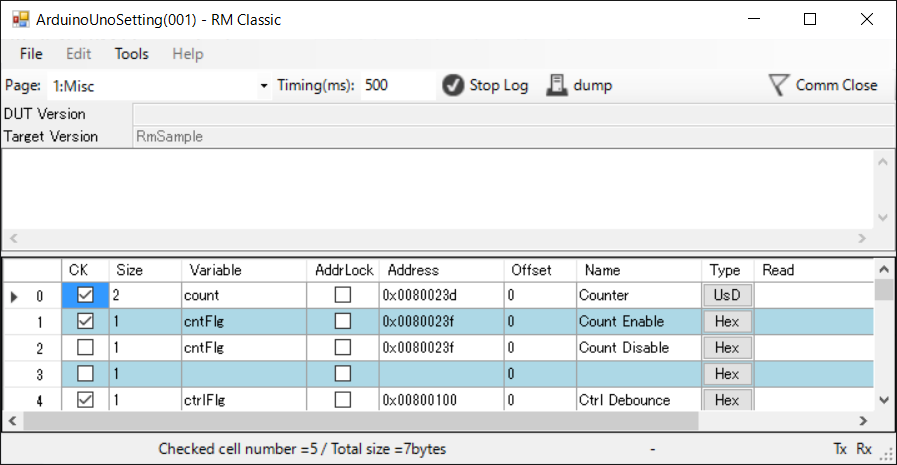 ArduinoUnoSetting(001) - RM Classic
File Edit Tools Help
Page: 1:Misc Timing(ms): 500 Stop Log dump Comm Close
DUT Version
Target Version RmSample
CK Size Variable AddrLock Address Offset Name Type Read
0 2 count 0x0080023d 0 Counter UsD
1 1 cntFlg 0x0080023f 0 Count Enable Hex
2 1 cntFlg 0x0080023f 0 Count Disable Hex
3 1 0 Hex
4 1 ctrlFlg 0x00800100 0 Ctrl Debounce Hex
Checked cell number =5 / Total size =7bytes - Tx Rx